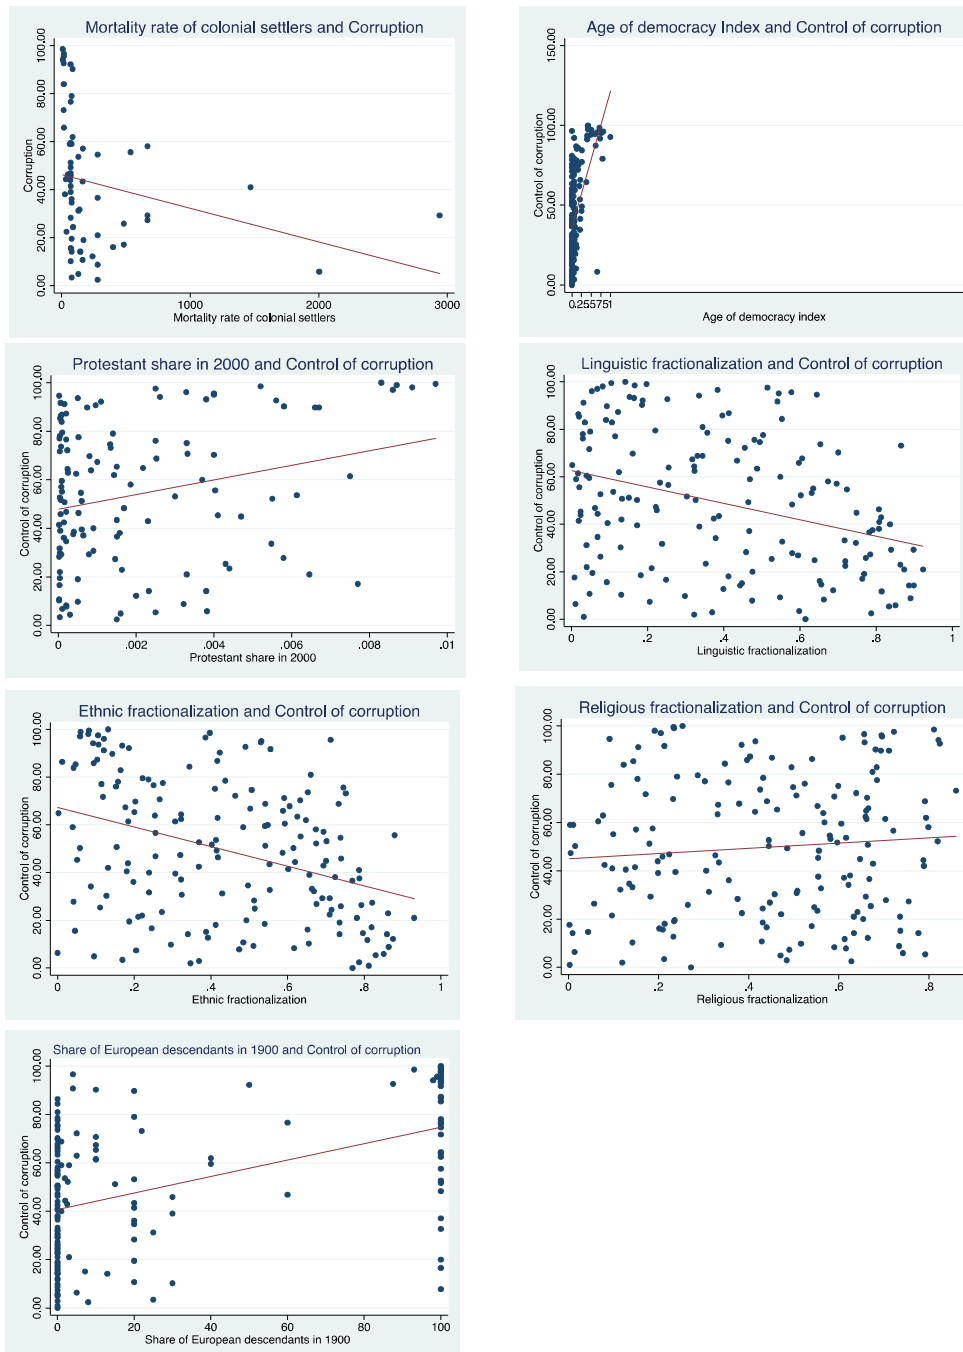 Mortality rate of colonial settlers and Corruption
Corruption
0.00 20.00 40.00 60.00 80.00 100.00
0 1000 2000 3000
Mortality rate of colonial settlers
Age of democracy Index and Control of corruption
Control of corruption
0.00 50.00 100.00 150.00
0.25.5.751
Age of democracy index
Protestant share in 2000 and Control of corruption
Control of corruption
0.00 20.00 40.00 60.00 80.00 100.00
0 .002 .004 .006 .008 .01
Protestant share in 2000
Linguistic fractionalization and Control of corruption
Control of corruption
0.00 20.00 40.00 60.00 80.00 100.00
0 .2 .4 .6 .8 1
Linguistic fractionalization
Ethnic fractionalization and Control of corruption
Control of corruption
0.00 20.00 40.00 60.00 80.00 100.00
0 .2 .4 .6 .8 1
Ethnic fractionalization
Religious fractionalization and Control of corruption
Control of corruption
0.00 20.00 40.00 60.00 80.00 100.00
0 .2 .4 .6 .8
Religious fractionalization
Share of European descendants in 1900 and Control of corruption
Control of corruption
0.00 20.00 40.00 60.00 80.00 100.00
0 20 40 60 80 100
Share of European descendants in 1900